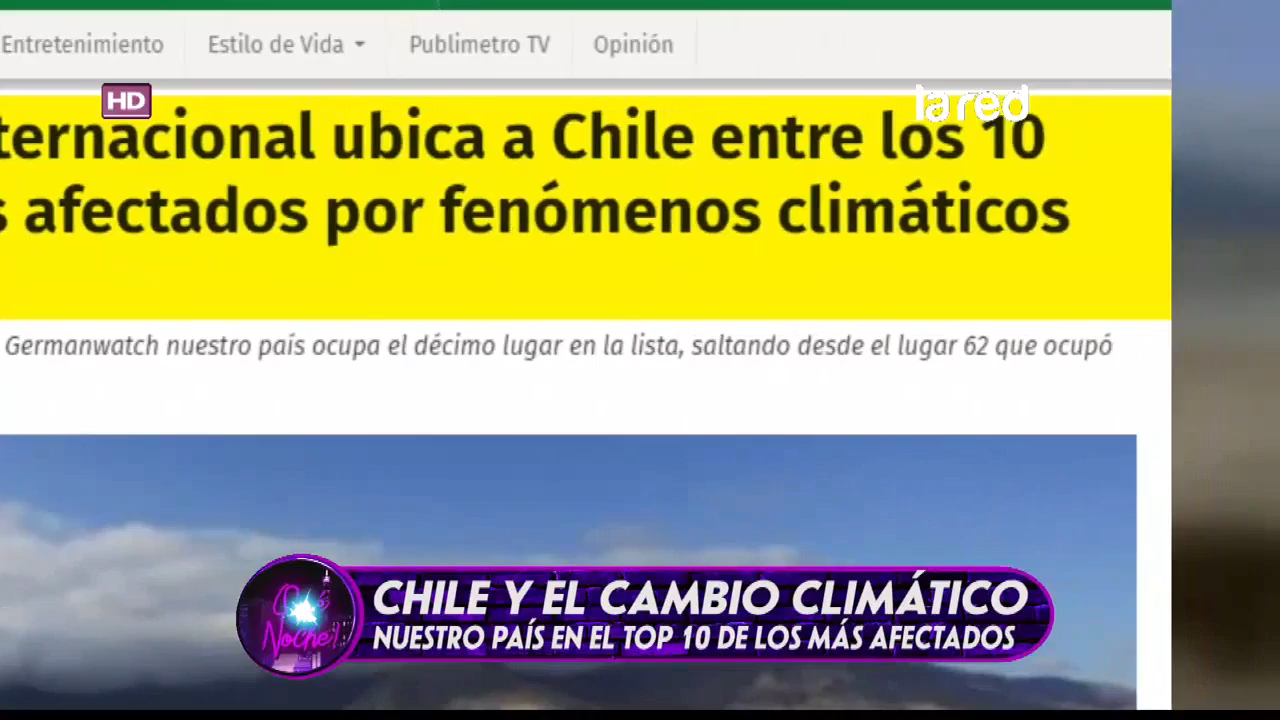 Entretenimiento Estilo de Vida Publimetro TV Opinión
HD
la red
ternacional ubica a Chile entre los 10
s afectados por fenómenos climáticos
Germanwatch nuestro país ocupa el décimo lugar en la lista, saltando desde el lugar 62 que ocupó
CHILE Y EL CAMBIO CLIMÁTICO
NUESTRO PAÍS EN EL TOP 10 DE LOS MÁS AFECTADOS
Noche!